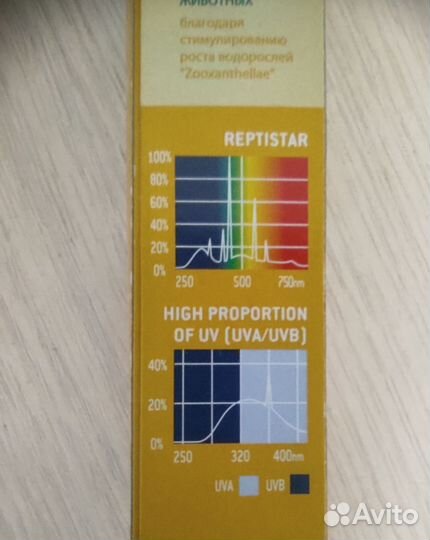 животных
благодаря
стимулированию
роста водорослей
"Zooxanthellae"
REPTISTAR
100%
80%
60%
40%
20%
0%
250 500 750nm
HIGH PROPORTION
OF UV (UVA/UVB)
40%
20%
0%
250 320 400nm
UVA UVB
Avito